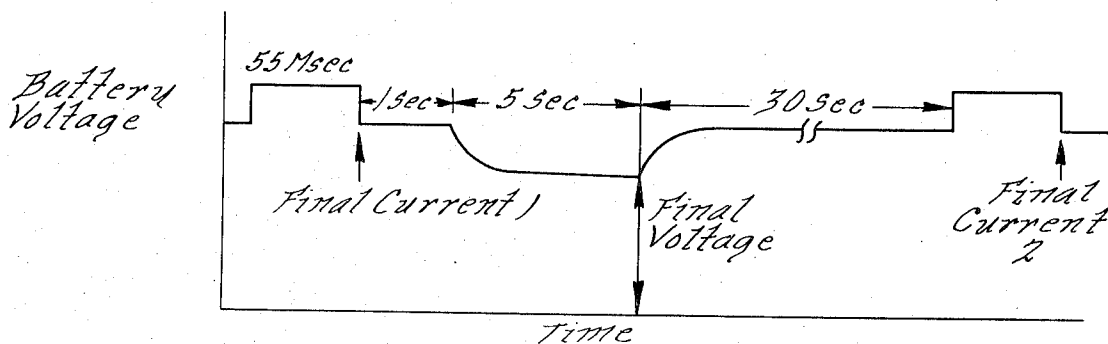 Battery
Voltage
55 Msec
1 sec
5 sec
30 sec
Final Current 1
Final
Voltage
Final
Current
2
Time